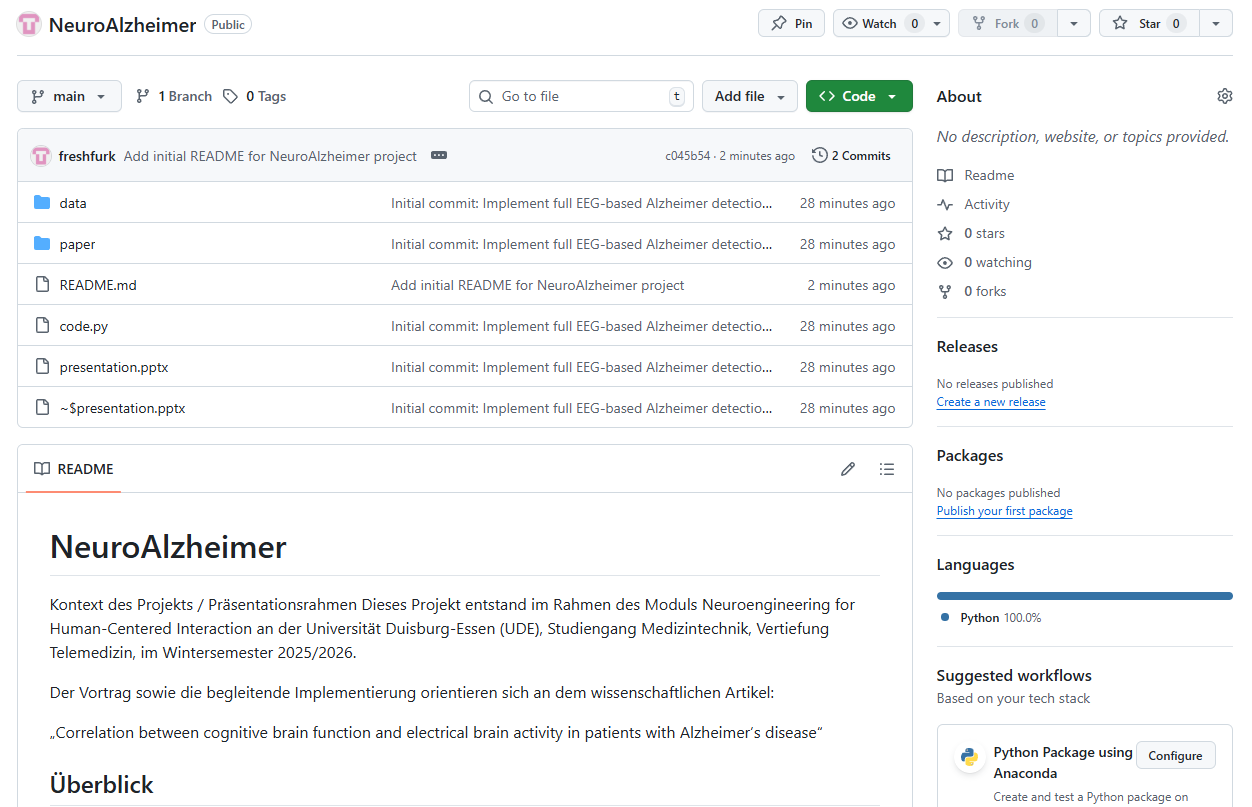 NeuroAlzheimer Public Pin Watch 0 Fork 0 Star 0
main 1 Branch 0 Tags Go to file t Add file Code
freshfurk Add initial README for NeuroAlzheimer project c045b54 · 2 minutes ago 2 Commits
data Initial commit: Implement full EEG-based Alzheimer detectio... 28 minutes ago
paper Initial commit: Implement full EEG-based Alzheimer detectio... 28 minutes ago
README.md Add initial README for NeuroAlzheimer project 2 minutes ago
code.py Initial commit: Implement full EEG-based Alzheimer detectio... 28 minutes ago
presentation.pptx Initial commit: Implement full EEG-based Alzheimer detectio... 28 minutes ago
~$presentation.pptx Initial commit: Implement full EEG-based Alzheimer detectio... 28 minutes ago
README
NeuroAlzheimer
Kontext des Projekts / Präsentationsrahmen Dieses Projekt entstand im Rahmen des Moduls Neuroengineering for
Human-Centered Interaction an der Universität Duisburg-Essen (UDE), Studiengang Medizintechnik, Vertiefung
Telemedizin, im Wintersemester 2025/2026.
Der Vortrag sowie die begleitende Implementierung orientieren sich an dem wissenschaftlichen Artikel:
„Correlation between cognitive brain function and electrical brain activity in patients with Alzheimer’s disease“
Überblick
About
No description, website, or topics provided.
Readme
Activity
0 stars
0 watching
0 forks
Releases
No releases published
Create a new release
Packages
No packages published
Publish your first package
Languages
Python 100.0%
Suggested workflows
Based on your tech stack
Python Package using Configure
Anaconda
Create and test a Python package on